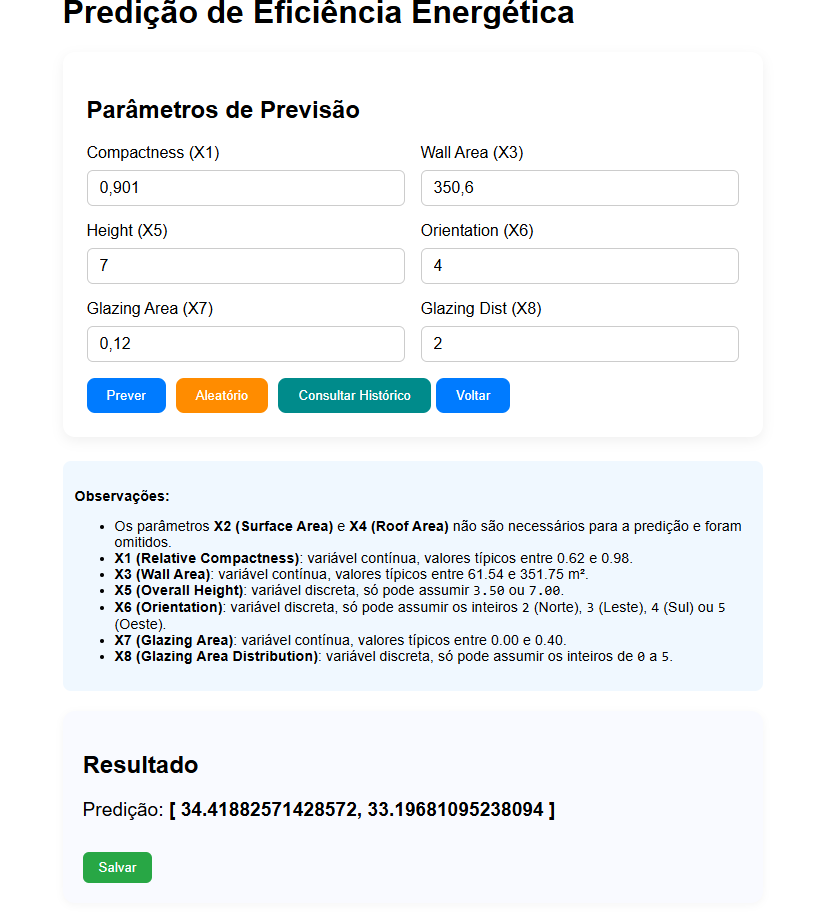 Predição de Eficiência Energética
Parâmetros de Previsão
Compactness (X1)
Wall Area (X3)
0,901
350,6
Height (X5)
Orientation (X6)
7
4
Glazing Area (X7)
Glazing Dist (X8)
0,12
2
Prever
Aleatório
Consultar Histórico
Voltar
Observações:
• Os parâmetros X2 (Surface Area) e X4 (Roof Area) não são necessários para a predição e foram
omitidos.
• X1 (Relative Compactness): variável contínua, valores típicos entre 0.62 e 0.98.
• X3 (Wall Area): variável contínua, valores típicos entre 61.54 e 351.75 m².
• X5 (Overall Height): variável discreta, só pode assumir 3.50 ou 7.00.
• X6 (Orientation): variável discreta, só pode assumir os inteiros 2 (Norte), 3 (Leste), 4 (Sul) ou 5
(Oeste).
• X7 (Glazing Area): variável contínua, valores típicos entre 0.00 e 0.40.
• X8 (Glazing Area Distribution): variável discreta, só pode assumir os inteiros de 0 a 5.
Resultado
Predição: [ 34.41882571428572, 33.19681095238094 ]
Salvar